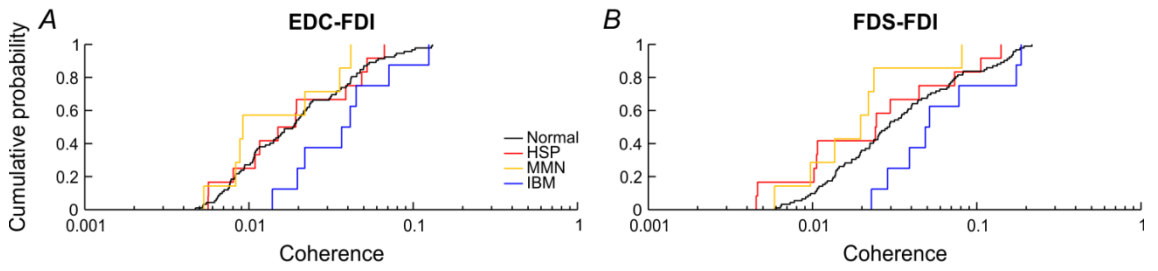 A
EDC-FDI
Cumulative probability
1
0.8
0.6
0.4
0.2
0
0.001
0.01
0.1
1
Coherence
Normal
HSP
MMN
IBM
B
FDS-FDI
1
0.8
0.6
0.4
0.2
0
0.001
0.01
0.1
1
Coherence